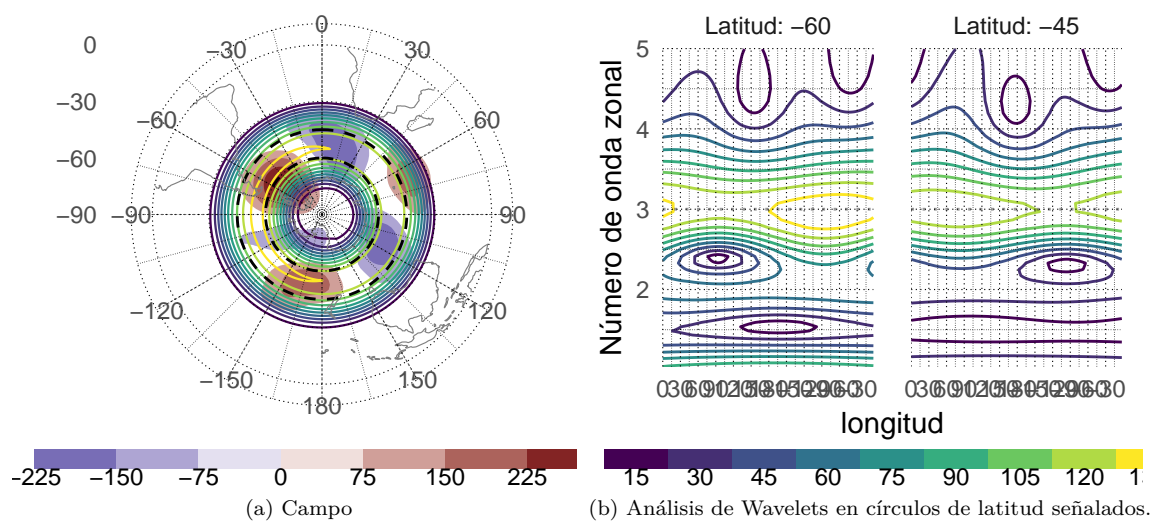 0
−30
30
−60
60
−90
90
−120
120
−150
150
180
0
−30
−60
−225 −150 −75 0 75 150 225
(a) Campo
Latitud: −60
Latitud: −45
5
4
3
2
Número de onda zonal
longitud
15 30 45 60 75 90 105 120
(b) Análisis de Wavelets en círculos de latitud señalados.